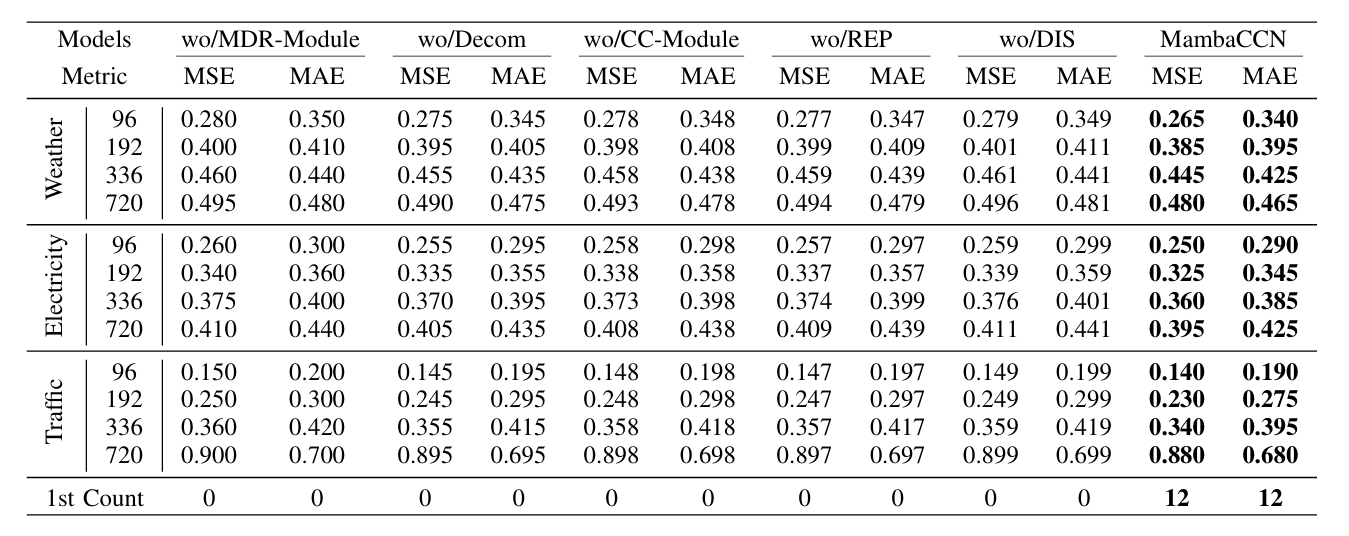 Models wo/MDR-Module wo/Decom wo/CC-Module wo/REP wo/DIS MambaCCN
Metric MSE MAE MSE MAE MSE MAE MSE MAE MSE MAE MSE MAE
Weather
96 0.280 0.350 0.275 0.345 0.278 0.348 0.277 0.347 0.279 0.349 0.265 0.340
192 0.400 0.410 0.395 0.405 0.398 0.408 0.399 0.409 0.401 0.411 0.385 0.395
336 0.460 0.440 0.455 0.435 0.458 0.438 0.459 0.439 0.461 0.441 0.445 0.425
720 0.495 0.480 0.490 0.475 0.493 0.478 0.494 0.479 0.496 0.481 0.480 0.465
Electricity
96 0.260 0.300 0.255 0.295 0.258 0.298 0.257 0.297 0.259 0.299 0.250 0.290
192 0.340 0.360 0.335 0.355 0.338 0.358 0.337 0.357 0.339 0.359 0.325 0.345
336 0.375 0.400 0.370 0.395 0.373 0.398 0.374 0.399 0.376 0.401 0.360 0.385
720 0.410 0.440 0.405 0.435 0.408 0.438 0.409 0.439 0.411 0.441 0.395 0.425
Traffic
96 0.150 0.200 0.145 0.195 0.148 0.198 0.147 0.197 0.149 0.199 0.140 0.190
192 0.250 0.300 0.245 0.295 0.248 0.298 0.247 0.297 0.249 0.299 0.230 0.275
336 0.360 0.420 0.355 0.415 0.358 0.418 0.357 0.417 0.359 0.419 0.340 0.395
720 0.900 0.700 0.895 0.695 0.898 0.698 0.897 0.697 0.899 0.699 0.880 0.680
1st Count 0 0 0 0 0 0 0 0 0 0 12 12